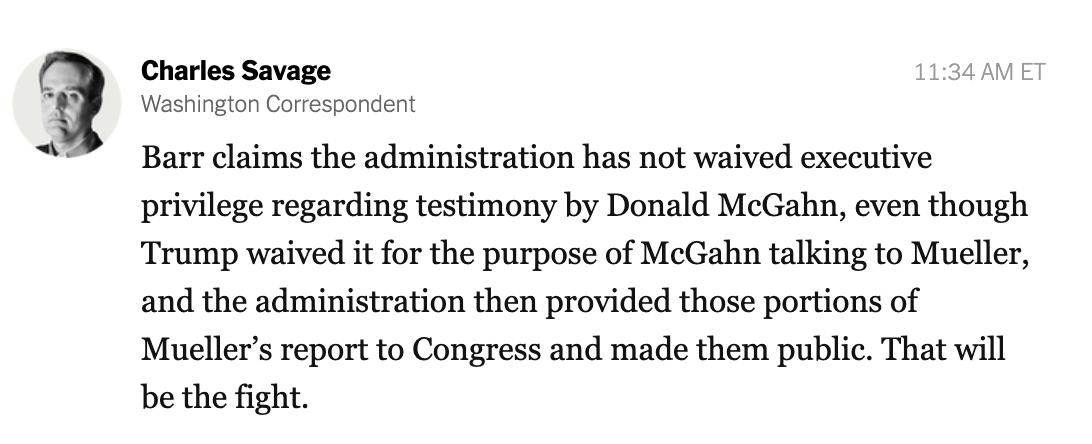 Charles Savage
11:34 AM ET
Washington Correspondent
Barr claims the administration has not waived executive
privilege regarding testimony by Donald McGahn, even though
Trump waived it for the purpose of McGahn talking to Mueller,
and the administration then provided those portions of
Mueller’s report to Congress and made them public. That will
be the fight.